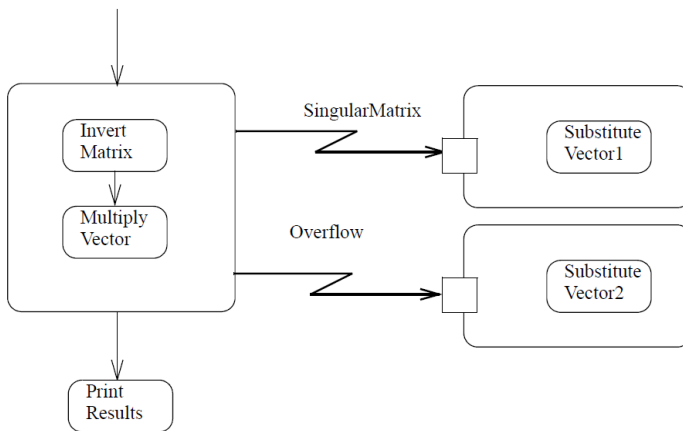 Invert
Matrix
Multiply
Vector
SingularMatrix
Substitute
Vector1
Overflow
Substitute
Vector2
Print
Results